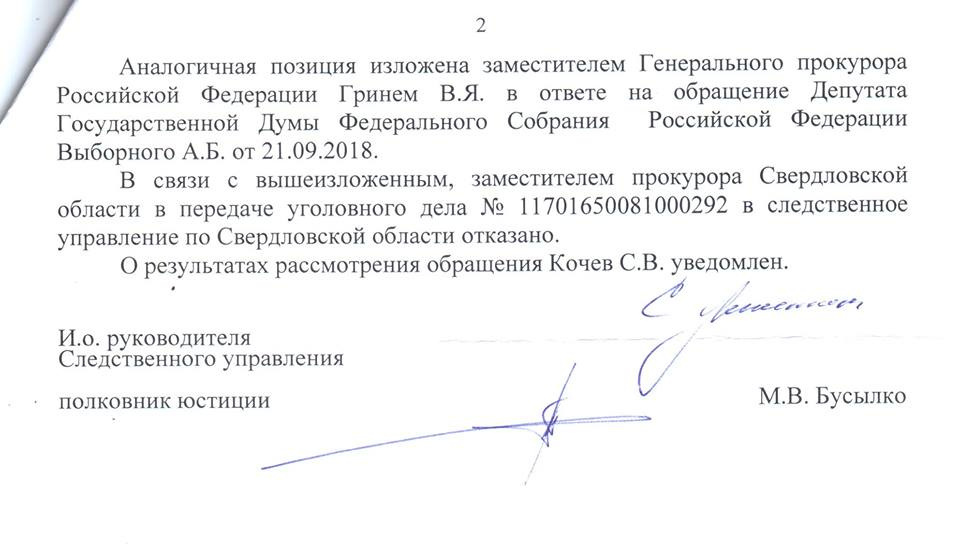 2
Аналогичная позиция изложена заместителем Генерального прокурора
Российской Федерации Гринем В.Я. в ответе на обращение Депутата
Государственной Думы Федерального Собрания Российской Федерации
Выборного А.Б. от 21.09.2018.
В связи с вышеизложенным, заместителем прокурора Свердловской
области в передаче уголовного дела № 11701650081000292 в следственное
управление по Свердловской области отказано.
О результатах рассмотрения обращения Кочев С.В. уведомлен.
И.о. руководителя
Следственного управления
полковник юстиции
М.В. Бусылко